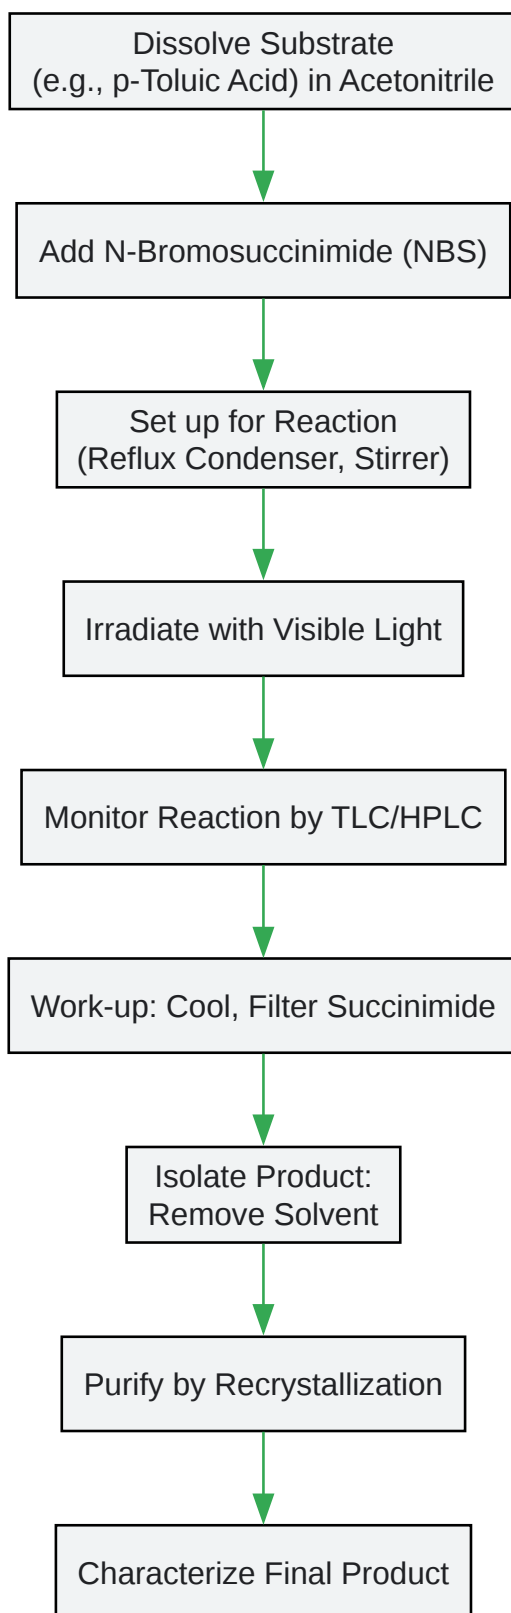 Dissolve Substrate
(e.g., p-Toluic Acid) in Acetonitrile
Add N-Bromosuccinimide (NBS)
Set up for Reaction
(Reflux Condenser, Stirrer)
Irradiate with Visible Light
Monitor Reaction by TLC/HPLC
Work-up: Cool, Filter Succinimide
Isolate Product:
Remove Solvent
Purify by Recrystallization
Characterize Final Product